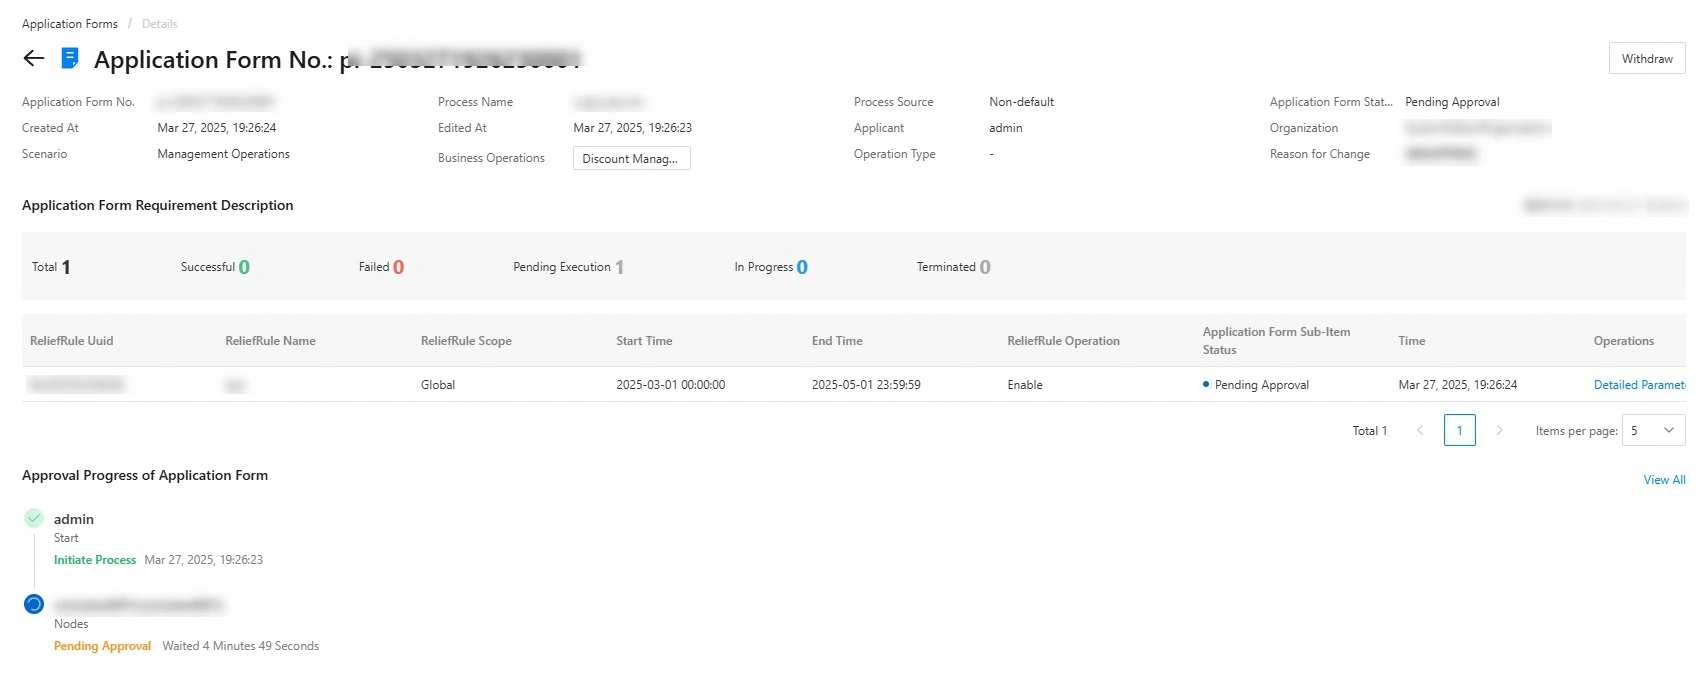 Application Forms / Details
Application Form No.:
Withdraw
Application Form No.
Process Name
Process Source Non-default
Application Form Stat... Pending Approval
Created At Mar 27, 2025, 19:26:24
Edited At Mar 27, 2025, 19:26:23
Applicant admin
Organization
Scenario Management Operations
Business Operations Discount Manag...
Operation Type -
Reason for Change
Application Form Requirement Description
Total 1 Successful 0 Failed 0 Pending Execution 1 In Progress 0 Terminated 0
ReliefRule Uuid ReliefRule Name ReliefRule Scope Start Time End Time ReliefRule Operation Application Form Sub-Item
Status Time Operations
Global 2025-03-01 00:00:00 2025-05-01 23:59:59 Enable Pending Approval Mar 27, 2025, 19:26:24 Detailed Paramet
Total 1 < 1 > Items per page: 5
Approval Progress of Application Form
View All
admin
Start
Initiate Process Mar 27, 2025, 19:26:23
Nodes
Pending Approval Waited 4 Minutes 49 Seconds